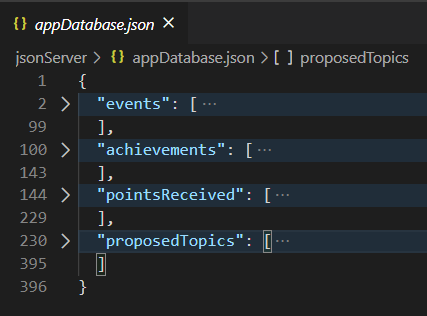 {} appDatabase.json ×
jsonServer > {} appDatabase.json > [ ] proposedTopics
1 {
2 > "events": [ ···
99 ],
100 > "achievements": [ ···
143 ],
144 > "pointsReceived": [ ···
229 ],
230 > "proposedTopics": [ ···
395 ]
396 }